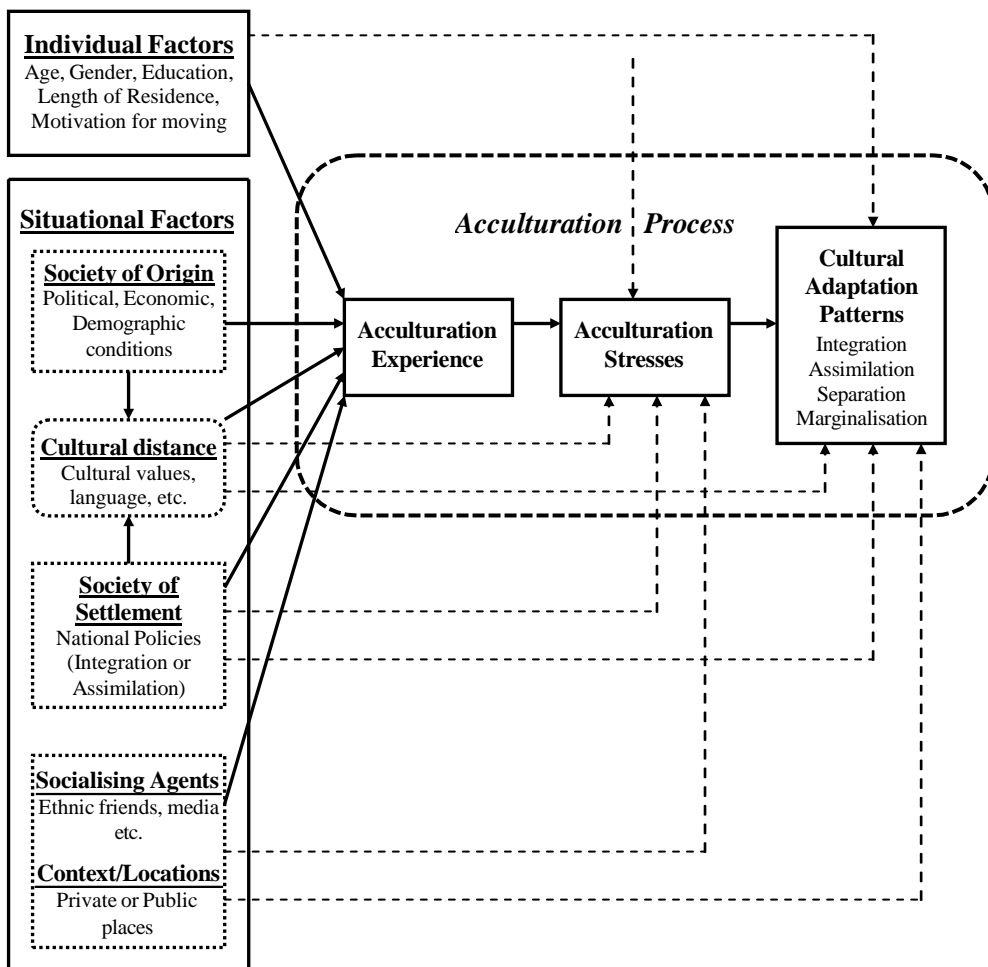 Individual Factors
Age, Gender, Education,
Length of Residence,
Motivation for moving
Situational Factors
Society of Origin
Political, Economic,
Demographic
conditions
Cultural distance
Cultural values,
language, etc.
Society of
Settlement
National Policies
(Integration or
Assimilation)
Socialising Agents
Ethnic friends, media
etc.
Context/Locations
Private or Public
places
Acculturation Process
Acculturation
Experience
Acculturation
Stresses
Cultural
Adaptation
Patterns
Integration
Assimilation
Separation
Marginalisation